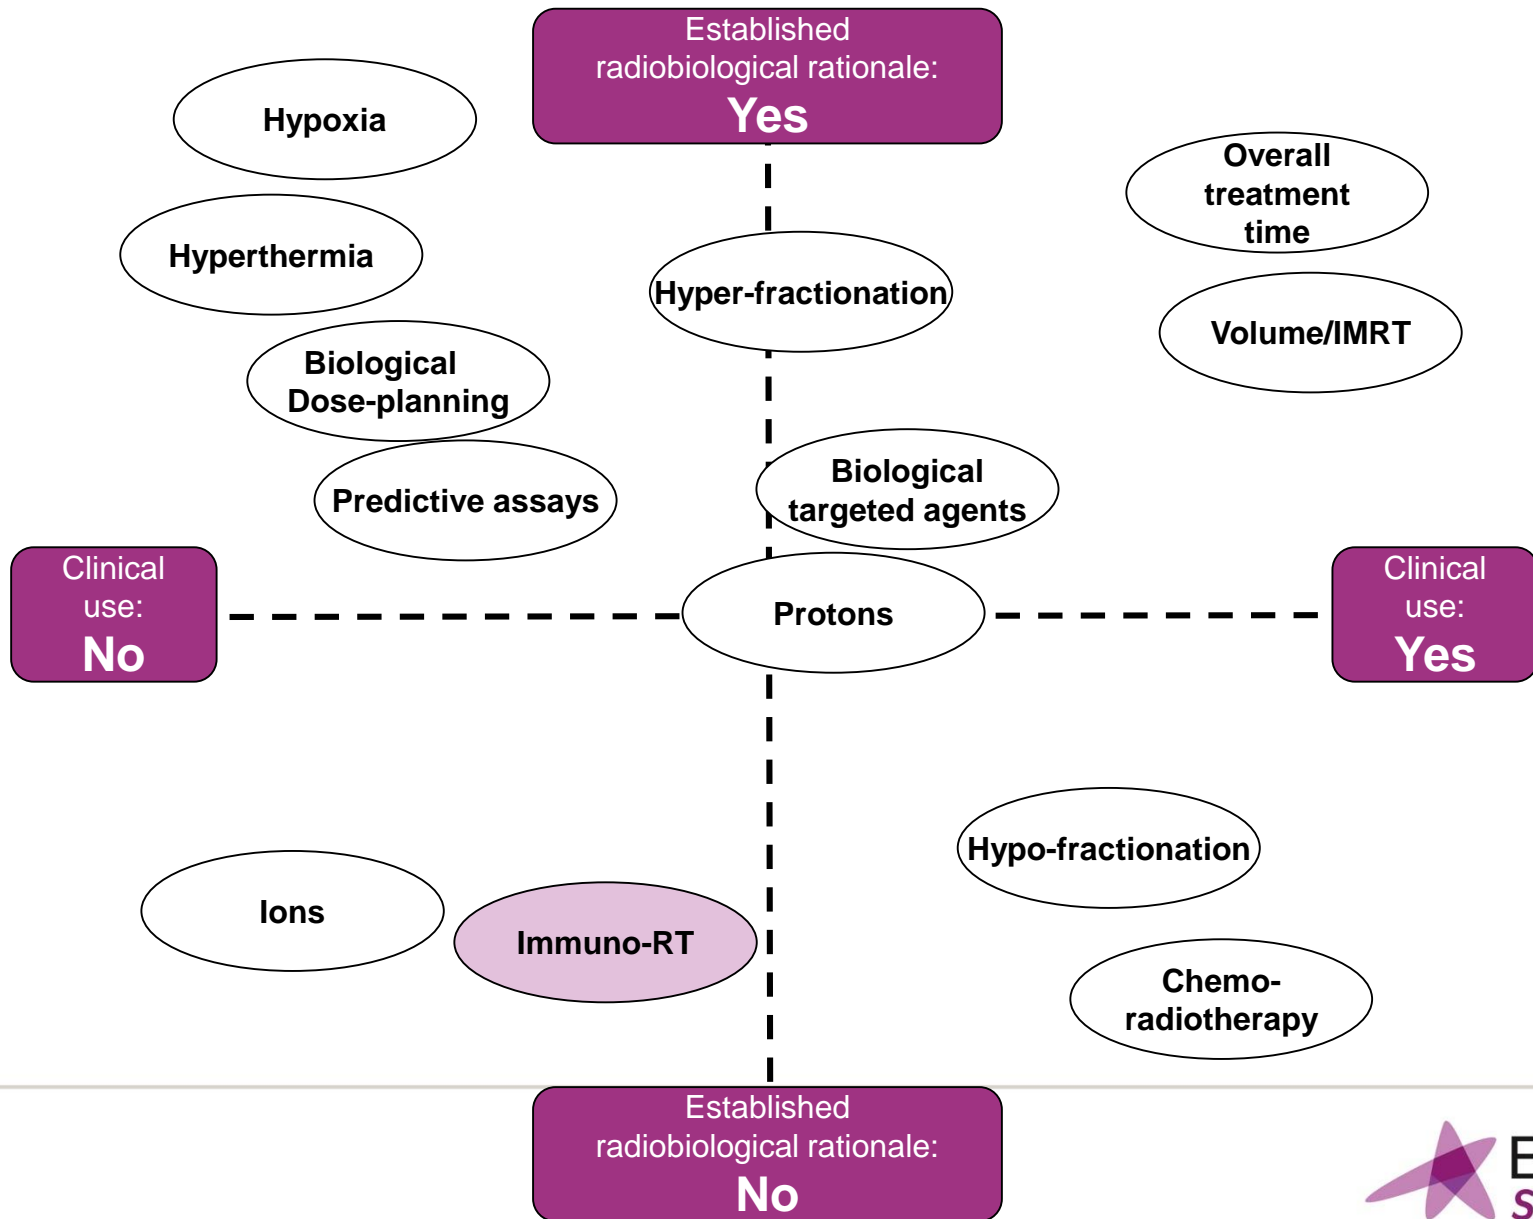 Established
radiobiological rationale:
Yes
Hypoxia
Overall
treatment
time
Hyperthermia
Hyper-fractionation
Volume/IMRT
Biological
Dose-planning
Biological
targeted agents
Predictive assays
Clinical
use:
No
Protons
Clinical
use:
Yes
Hypo-fractionation
Ions
Immuno-RT
Chemo-
radiotherapy
Established
radiobiological rationale:
No